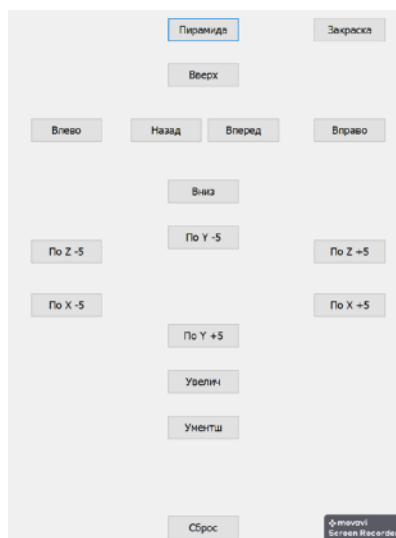 Пирамида Закраска
Вверх
Влево Назад Вперед Вправо
Вниз
По Y -5
По Z -5 По Z +5
По X -5 По X +5
По Y +5
Увелич
Ументш
Сброс
movavi
Screen Recorder